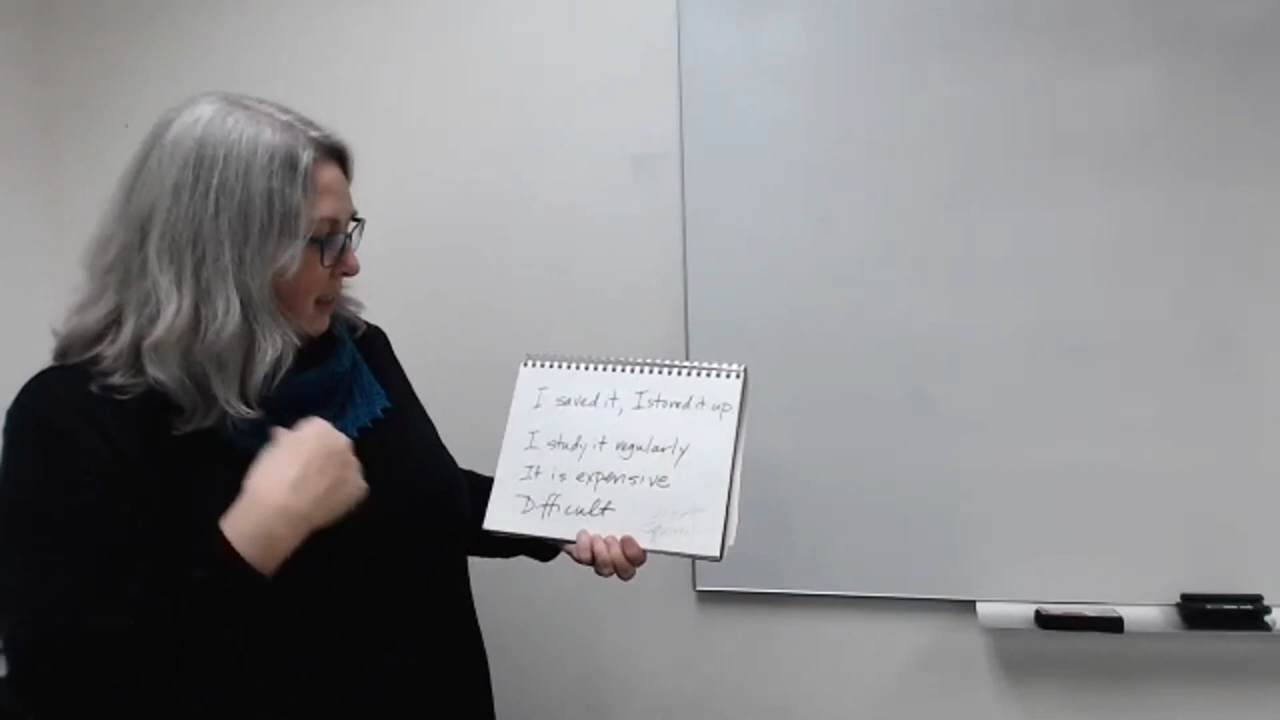 I saved it, I stored it up
I study it regularly
It is expensive
Difficult